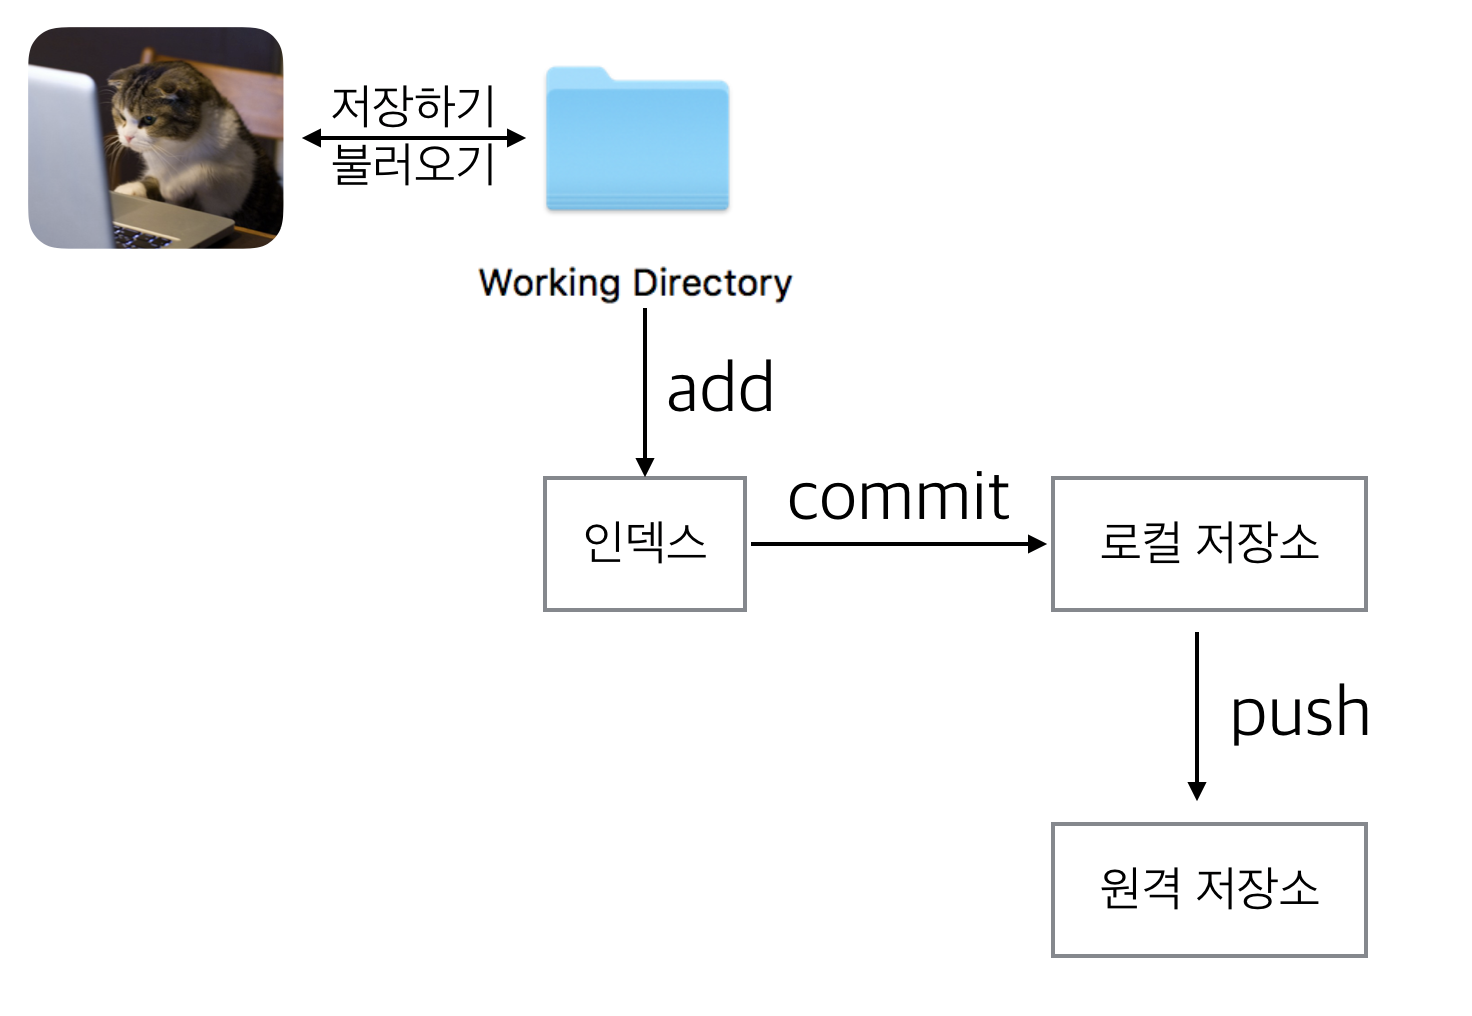 저장하기
불러오기
Working Directory
add
commit
인덱스
로컬 저장소
push
원격 저장소